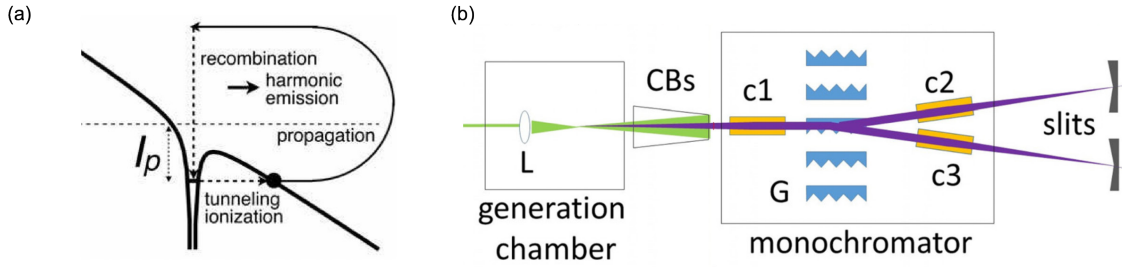 (a)
recombination
harmonic
emission
propagation
Ip
tunneling
ionization
(b)
CBs
c1
c2
slits
L
G
c3
generation
chamber
monochromator